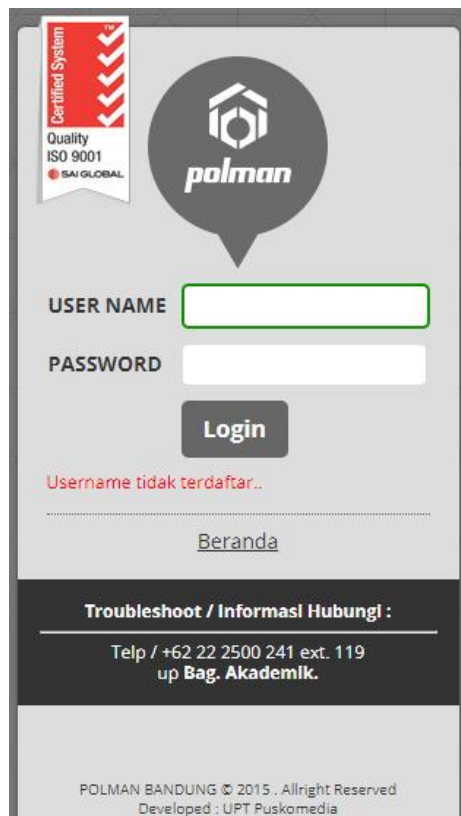 Certified System
TM
Quality
ISO 9001
SAI GLOBAL
polman
USER NAME
PASSWORD
Login
Username tidak terdaftar..
Beranda
Troubleshoot / Informasi Hubungi :
Telp / +62 22 2500 241 ext. 119
up Bag. Akademik.
POLMAN BANDUNG © 2015 . Allright Reserved
Developed : UPT Puskomedia